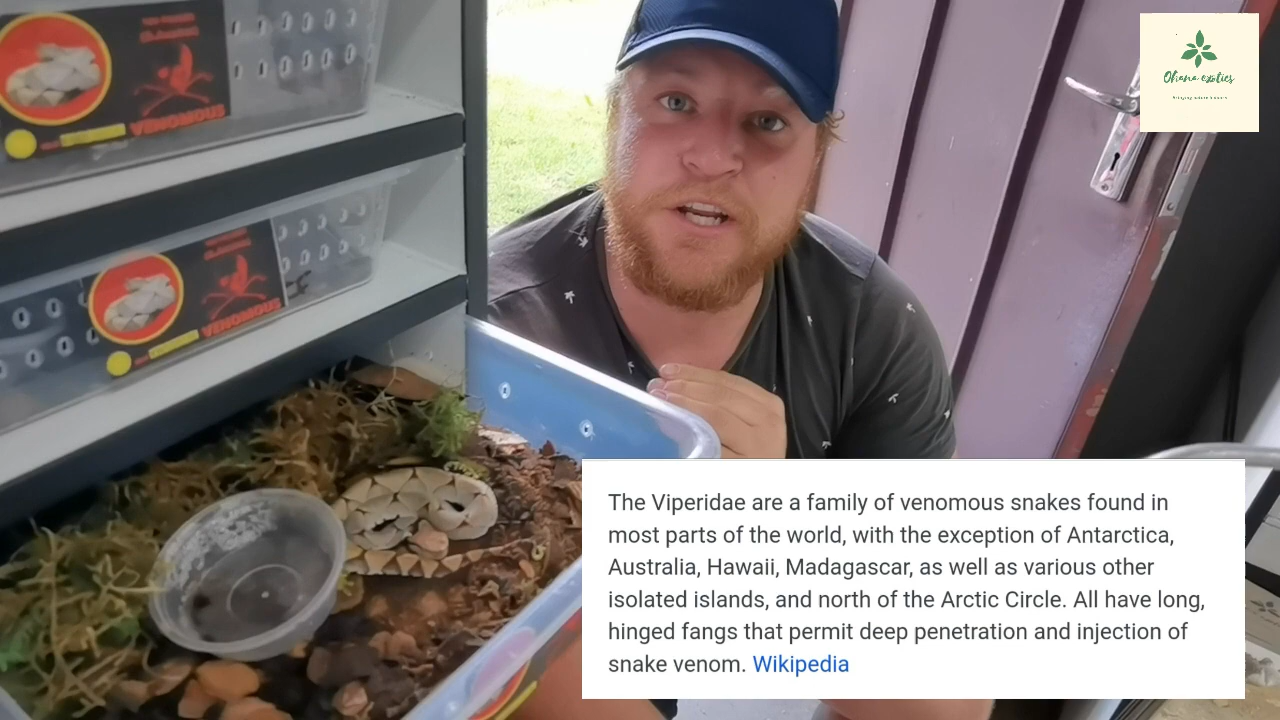 VENOMOUS
VENOMOUS
Ohana exotics
The Viperidae are a family of venomous snakes found in
most parts of the world, with the exception of Antarctica,
Australia, Hawaii, Madagascar, as well as various other
isolated islands, and north of the Arctic Circle. All have long,
hinged fangs that permit deep penetration and injection of
snake venom. Wikipedia